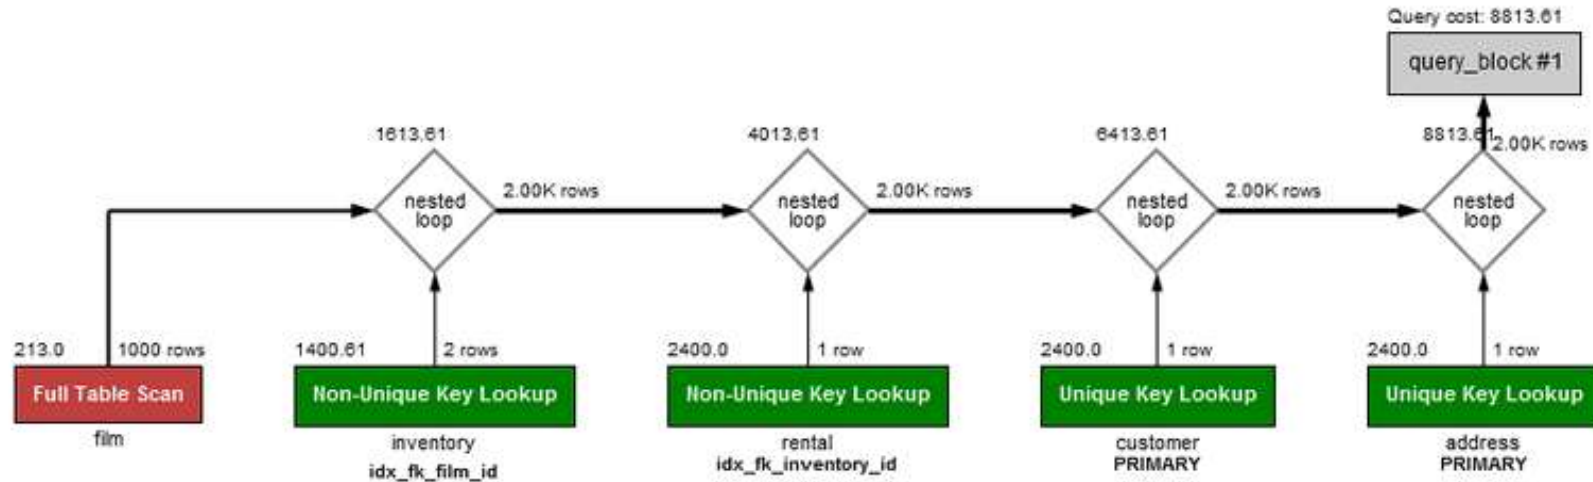 Query cost: 8813.61
query_block #1
1613.61
4013.61
6413.61
8813.61
2.00K rows
nested
loop
2.00K rows
nested
loop
2.00K rows
nested
loop
2.00K rows
nested
loop
213.0
1000 rows
1400.61
2 rows
2400.0
1 row
2400.0
1 row
2400.0
1 row
Full Table Scan
Non-Unique Key Lookup
Non-Unique Key Lookup
Unique Key Lookup
Unique Key Lookup
film
inventory
rental
customer
address
idx_fk_film_id
idx_fk_inventory_id
PRIMARY
PRIMARY